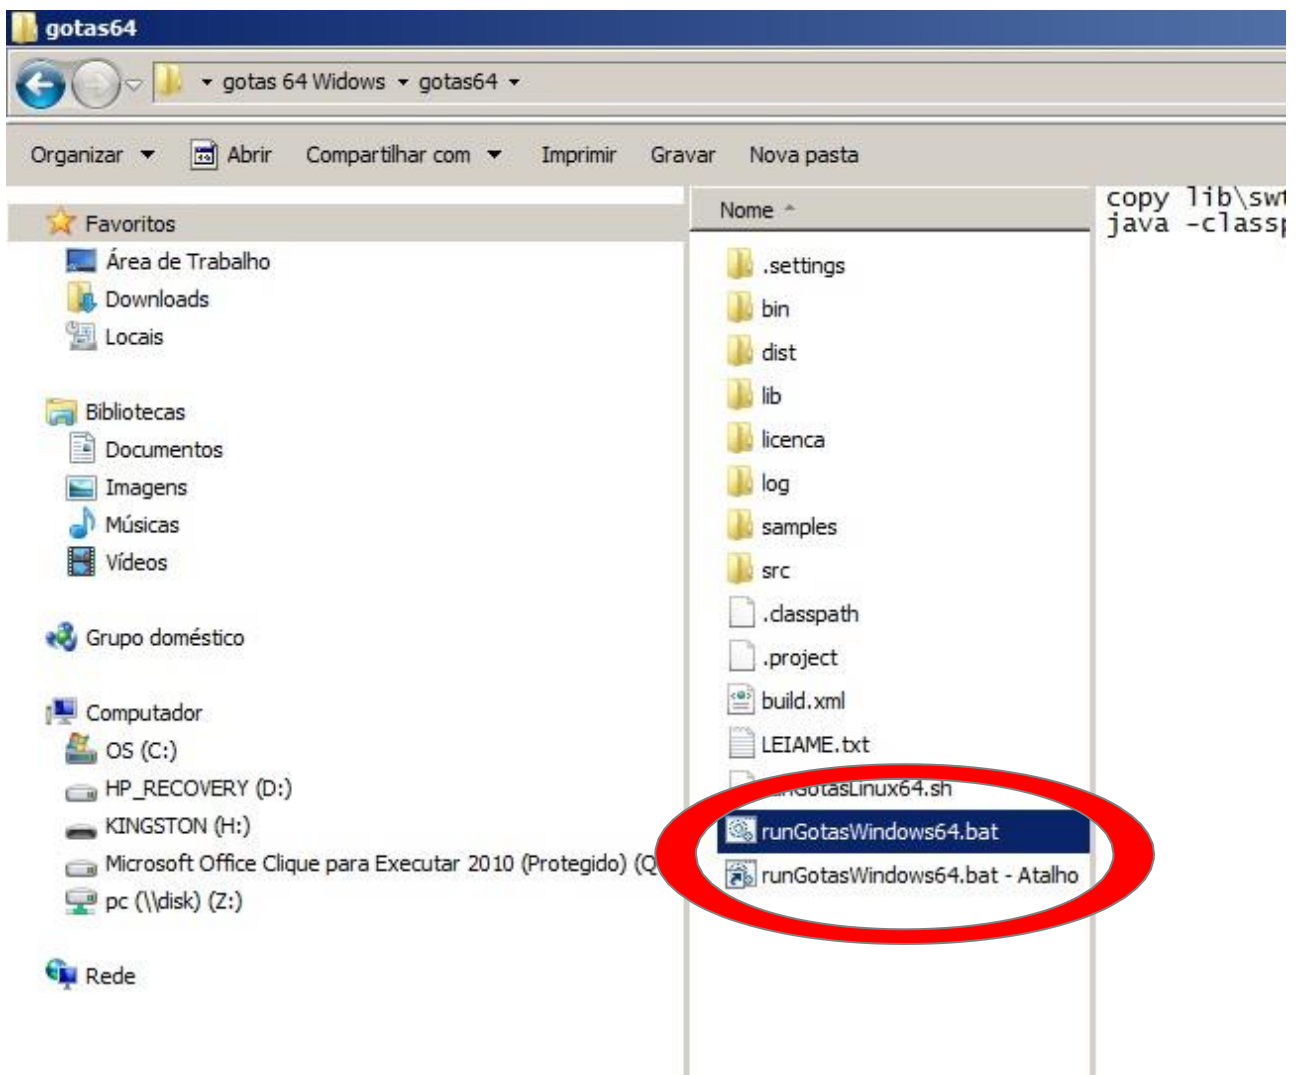 gotas64
gotas 64 Widows gotas64
Organizar Abrir Compartilhar com Imprimir Gravar Nova pasta
Favoritos
Área de Trabalho
Downloads
Locais
Bibliotecas
Documentos
Imagens
Músicas
Vídeos
Grupo doméstico
Computador
OS (C:)
HP_RECOVERY (D:)
KINGSTON (H:)
Microsoft Office Clique para Executar 2010 (Protegido) (Q
pc (\\disk) (Z:)
Rede
Nome
.settings
bin
dist
lib
licenca
log
samples
src
.classpath
.project
build.xml
LEIAME.txt
runGotasLinux64.sh
runGotasWindows64.bat
runGotasWindows64.bat - Atalho
copy lib\swt
java -class